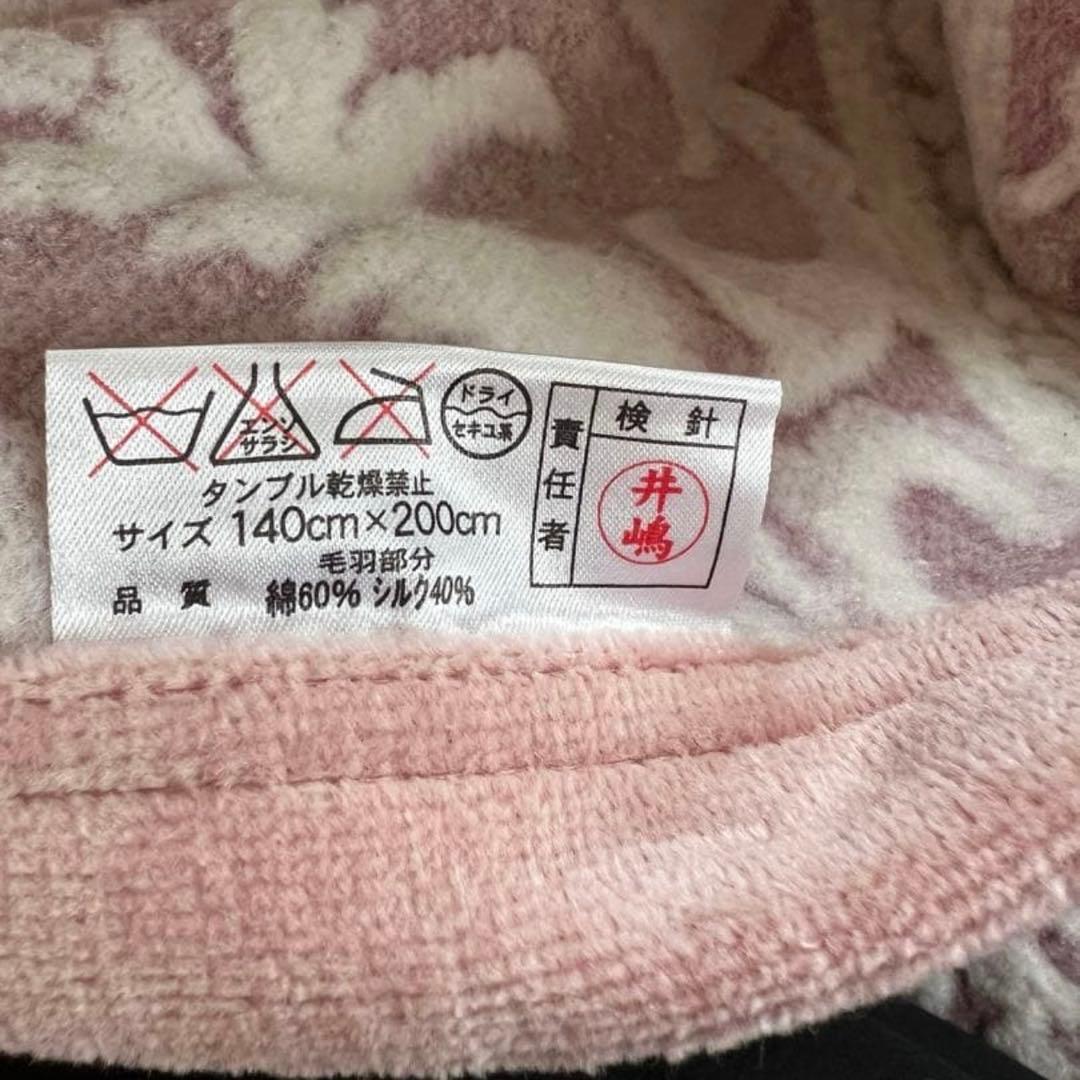 エンソ
サラシ
ドライ
セキユ系
タンブル乾燥禁止
サイズ 140cm×200cm
毛羽部分
品 質 綿60% シルク40%
責任者
検 針
井嶋